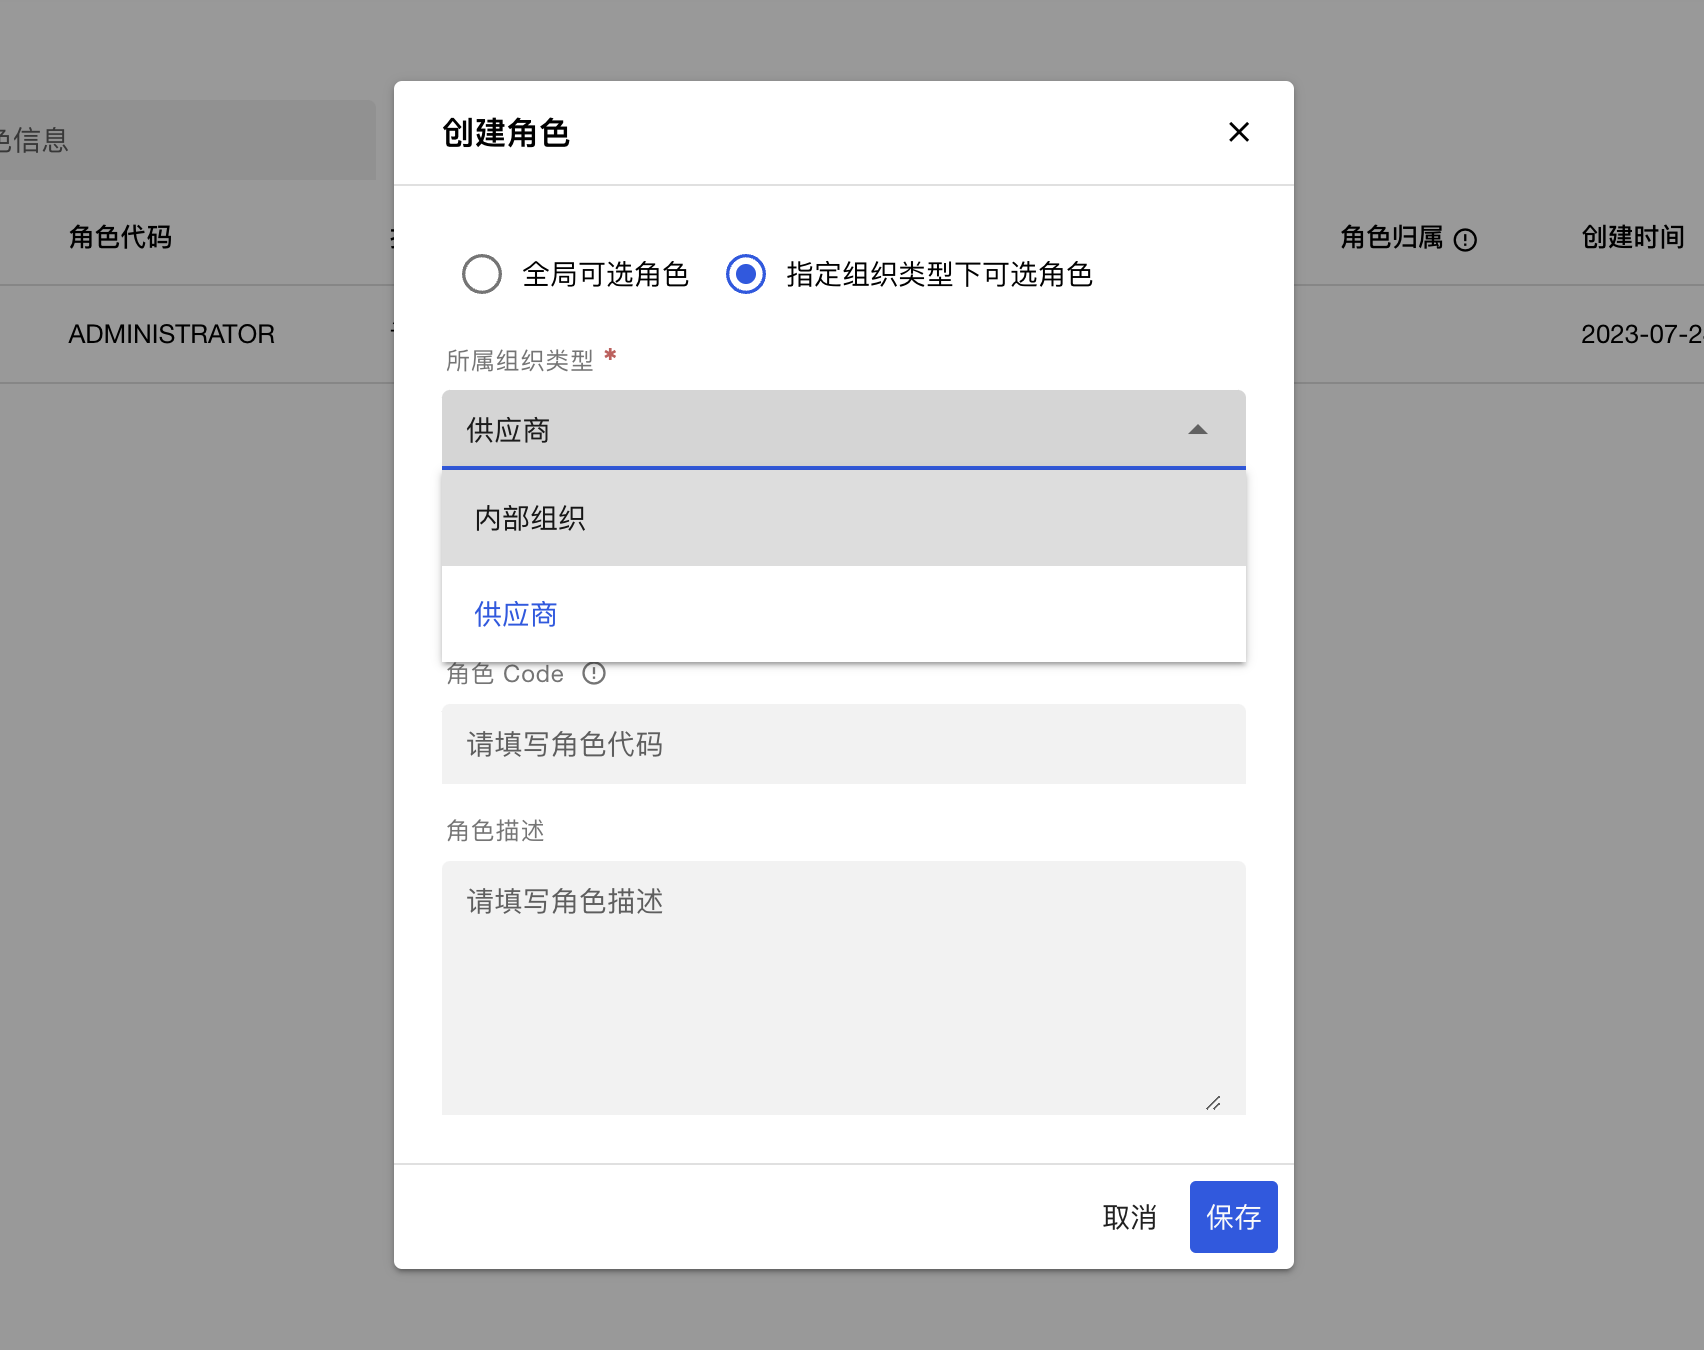 创建角色
色信息
角色代码
角色归属
创建时间
ADMINISTRATOR
2023-07-2
全局可选角色
指定组织类型下可选角色
所属组织类型 *
供应商
内部组织
供应商
角色 Code
请填写角色代码
角色描述
请填写角色描述
取消
保存